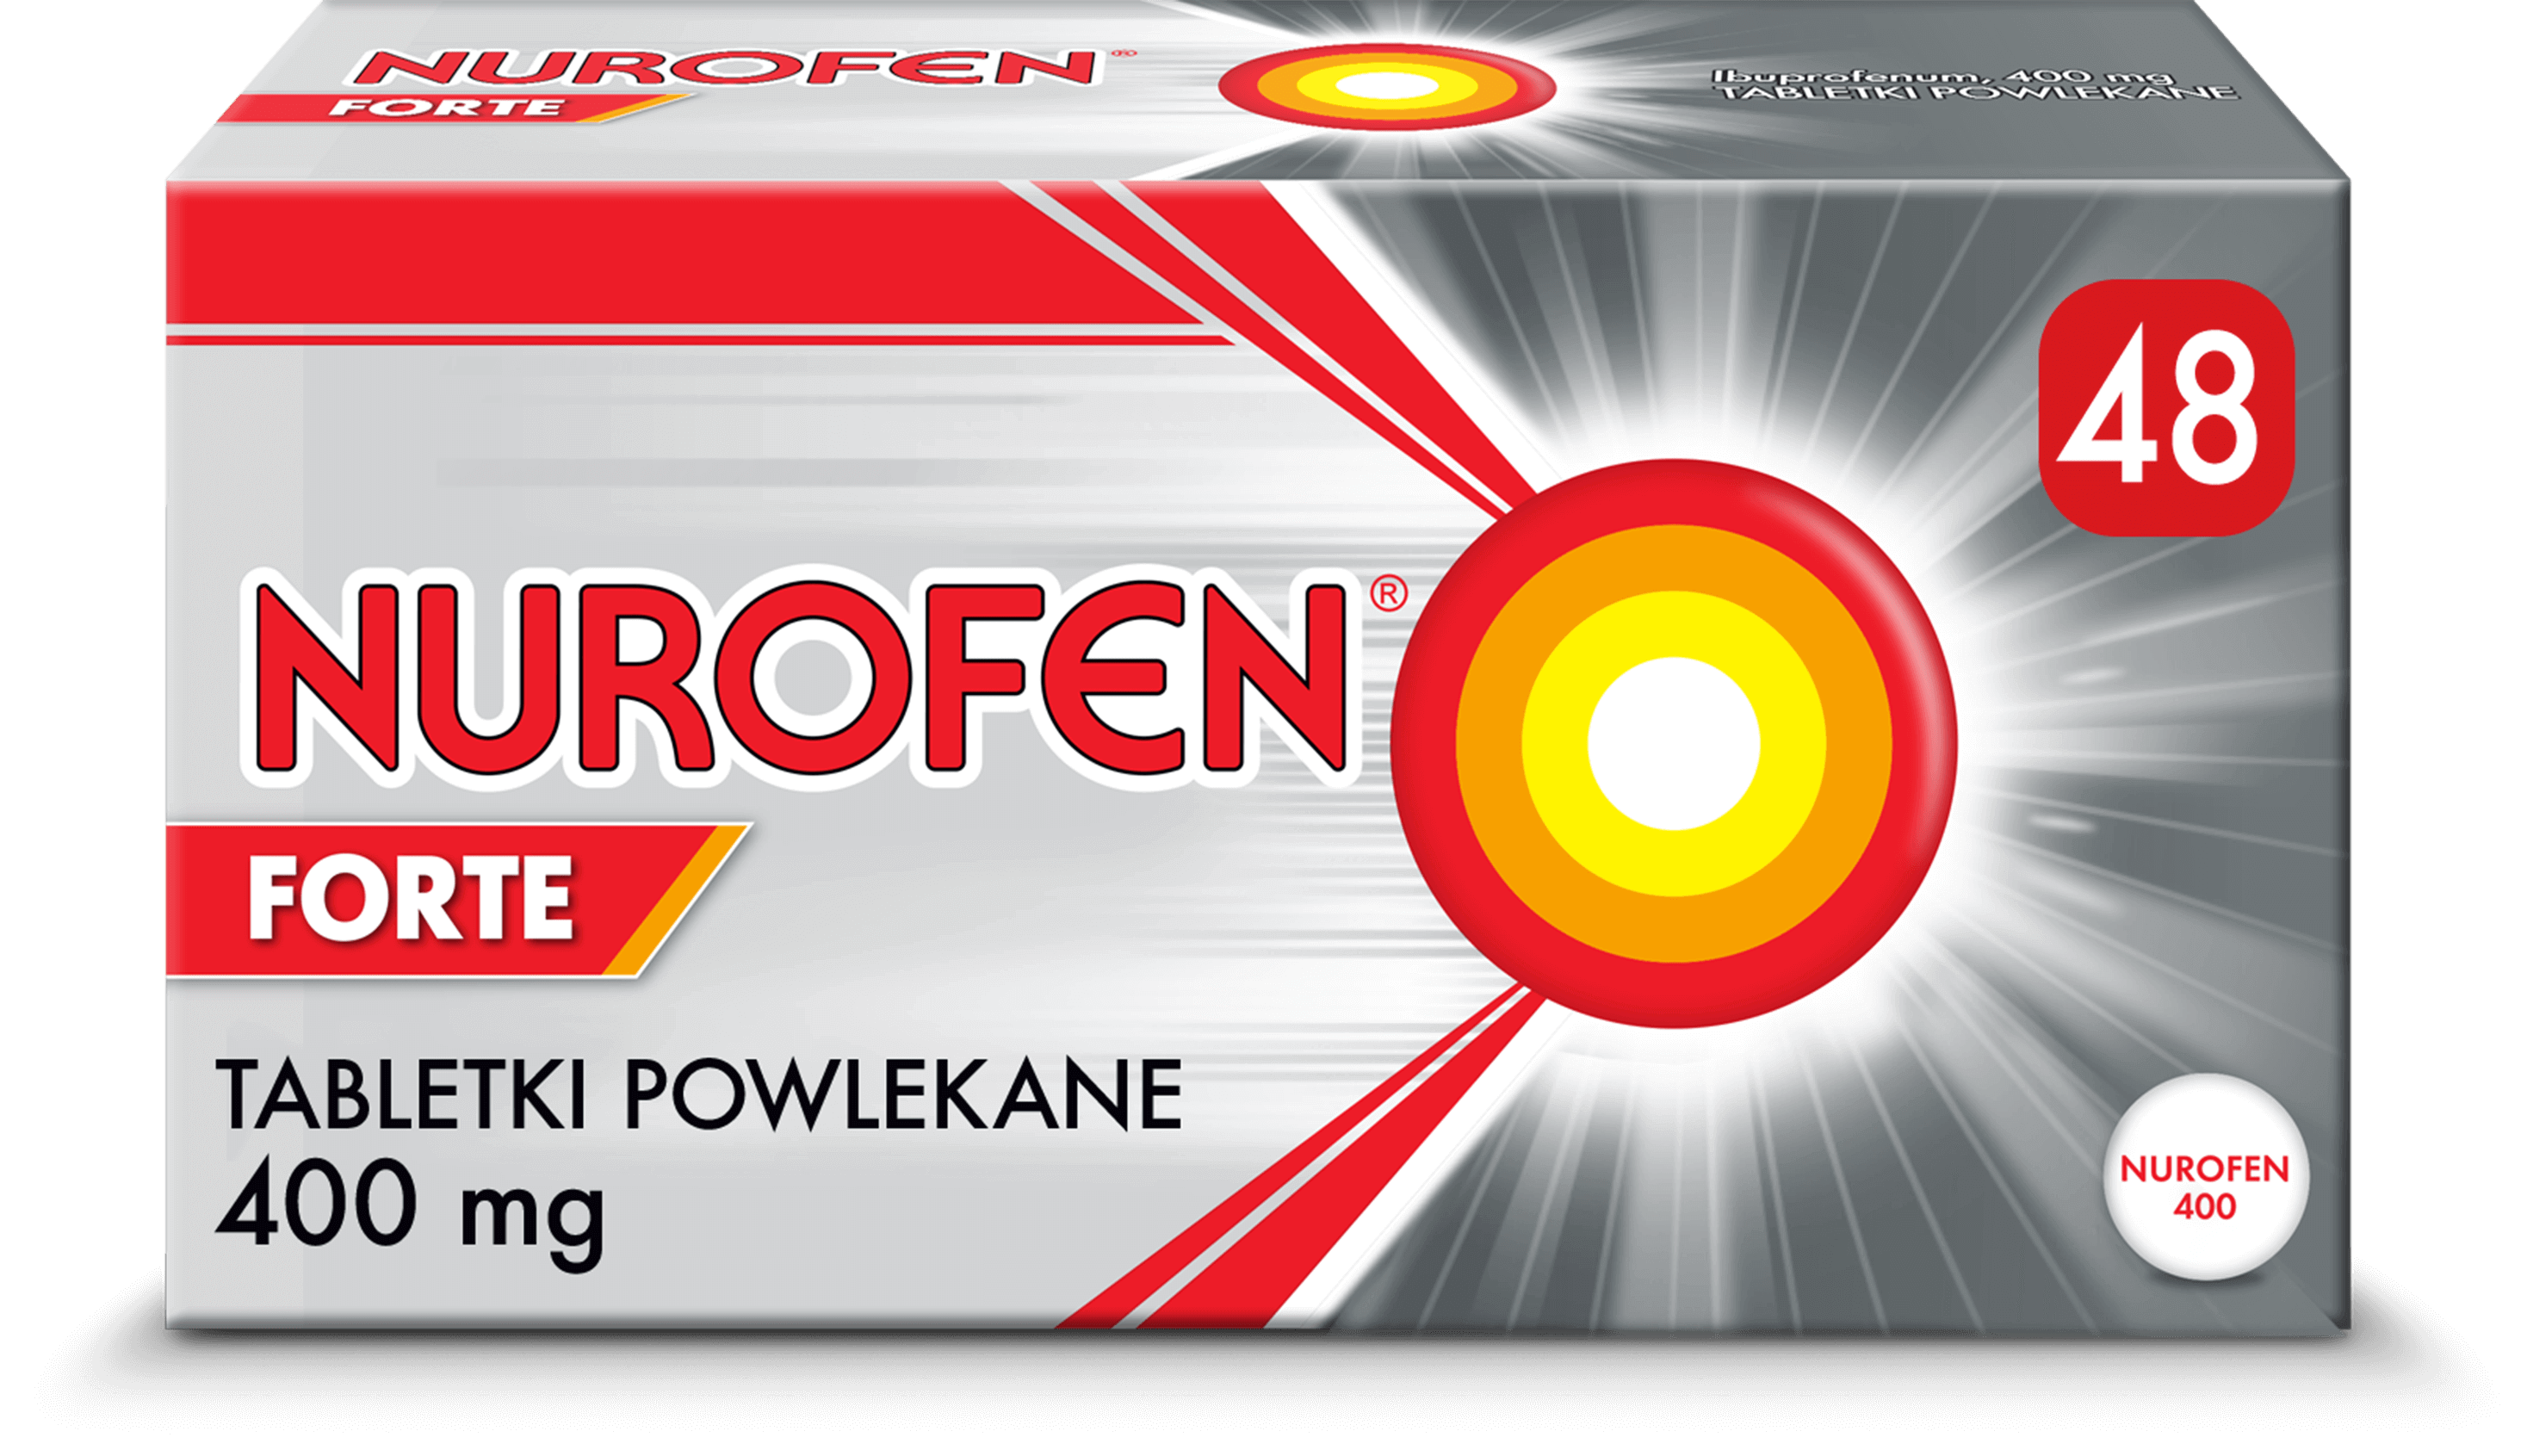 NUROFEN®
FORTE
Ibuprofenum, 400 mg
TABLETKI POWLEKANE
48
NUROFEN®
FORTE
TABLETKI POWLEKANE
400 mg
NUROFEN
400